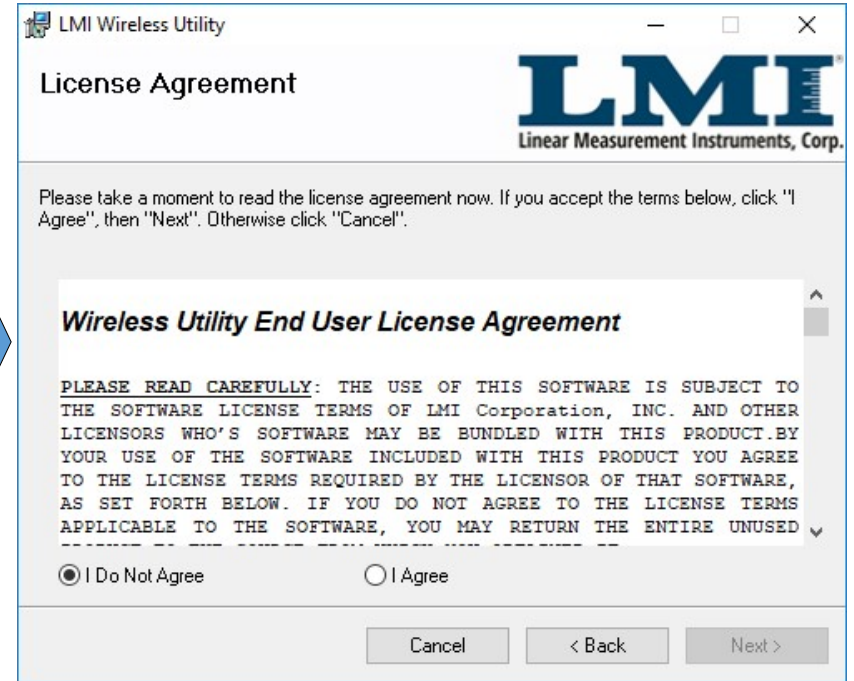 LMI Wireless Utility
License Agreement
LMI
Linear Measurement Instruments, Corp.
Please take a moment to read the license agreement now. If you accept the terms below, click "I
Agree", then "Next". Otherwise click "Cancel".
Wireless Utility End User License Agreement
PLEASE READ CAREFULLY: THE USE OF THIS SOFTWARE IS SUBJECT TO
THE SOFTWARE LICENSE TERMS OF LMI Corporation, INC. AND OTHER
LICENSORS WHO'S SOFTWARE MAY BE BUNDLED WITH THIS PRODUCT.BY
YOUR USE OF THE SOFTWARE INCLUDED WITH THIS PRODUCT YOU AGREE
TO THE LICENSE TERMS REQUIRED BY THE LICENSOR OF THAT SOFTWARE,
AS SET FORTH BELOW. IF YOU DO NOT AGREE TO THE LICENSE TERMS
APPLICABLE TO THE SOFTWARE, YOU MAY RETURN THE ENTIRE UNUSED
I Do Not Agree
I Agree
Cancel
< Back
Next >